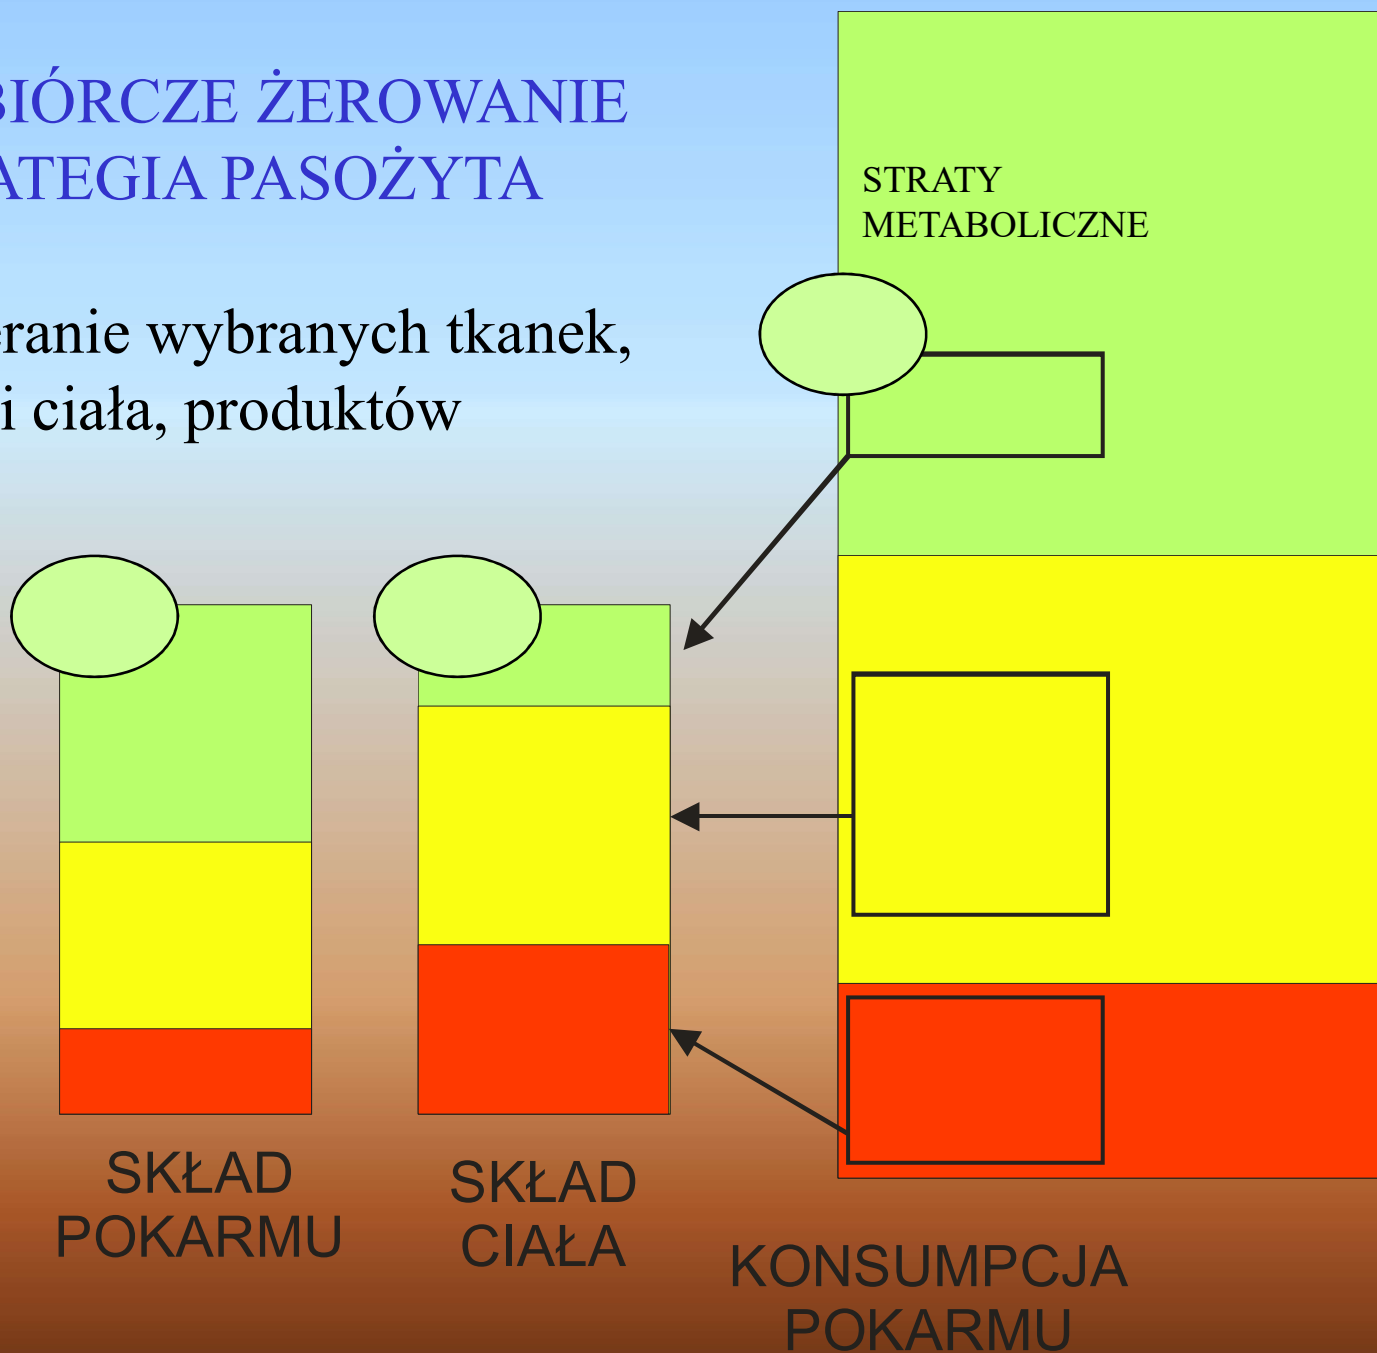 BIÓRCZE ŻEROWANIE
ATEGIA PASOŻYTA
STRATY
METABOLICZNE
eranie wybranych tkanek,
i ciała, produktów
SKŁAD
POKARMU
SKŁAD
CIAŁA
KONSUMPCJA
POKARMU